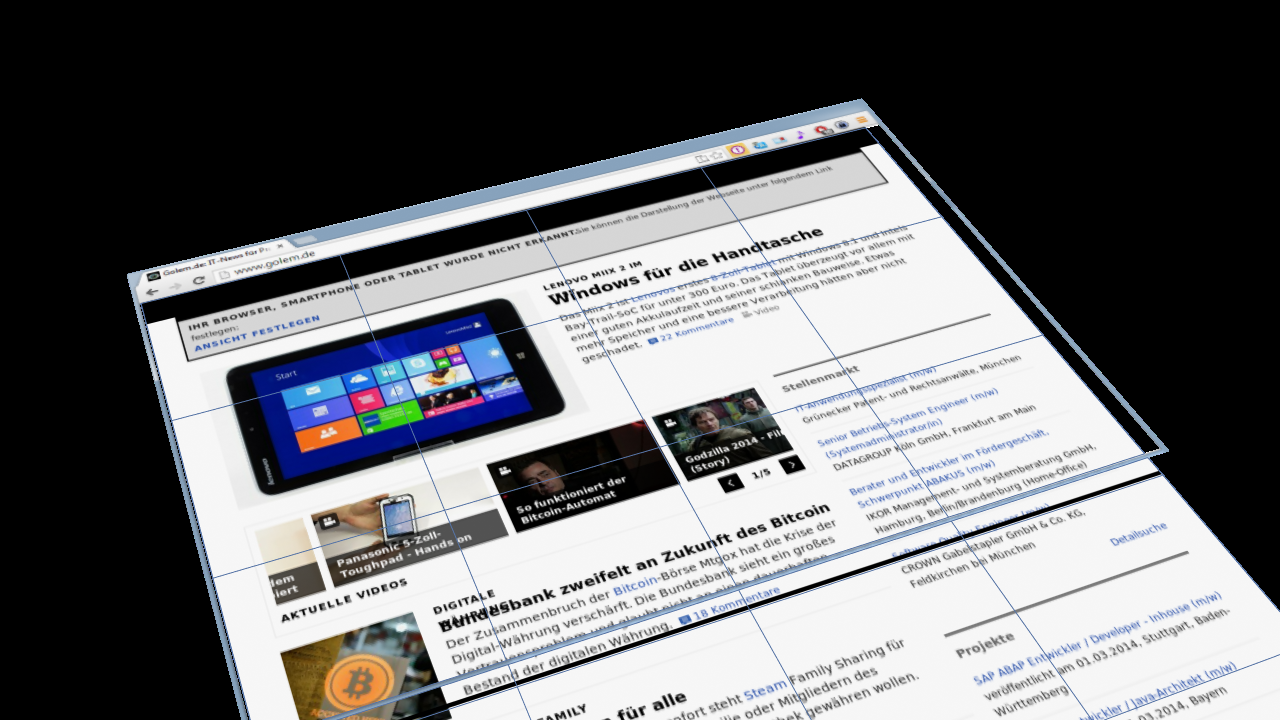 Golem.de: IT-News für Pr
www.golem.de
IHR BROWSER, SMARTPHONE ODER TABLET WURDE NICHT ERKANNT. Sie können die Darstellung der Webseite unter folgendem Link
festlegen:
ANSICHT FESTLEGEN
LENOVO MIIX 2 IM
Windows für die Handtasche
Das Miix 2 ist Lenovos erstes 8-Zoll-Tablet mit Windows 8.1 und Intels
Bay-Trail-SoC für unter 300 Euro. Das Tablet überzeugt vor allem mit
einer guten Akkulaufzeit und seiner schlanken Bauweise. Etwas
mehr Speicher und eine bessere Verarbeitung hätten aber nicht
geschadet. 22 Kommentare Video
Start
lem
iert
Panasonic 5-Zoll-
Toughpad - Hands on
So funktioniert der
Bitcoin-Automat
Godzilla 2014 - Fil
(Story)
1/5
AKTUELLE VIDEOS
Stellenmarkt
IT-Anwendungsspezialist (m/w)
Grünecker Patent- und Rechtsanwälte, München
Senior Betriebs-System Engineer (m/w)
(Systemadministrator/in)
DATAGROUP Köln GmbH, Frankfurt am Main
Berater und Entwickler im Fördergeschäft,
Schwerpunkt ABAKUS (m/w)
IKOR Management- und Systemberatung GmbH,
Hamburg, Berlin/Brandenburg (Home-Office)
CROWN Gabelstapler GmbH & Co. KG,
Feldkirchen bei München
Detailsuche
DIGITALE
WÄHRUNG
Bundesbank zweifelt an Zukunft des Bitcoin
Der Zusammenbruch der Bitcoin-Börse Mtgox hat die Krise der
Digital-Währung verschärft. Die Bundesbank sieht ein großes
Vertrauensproblem und glaubt nicht an einen dauerhaften
Bestand der digitalen Währung. 18 Kommentare
FAMILY
für alle
sofort steht Steam Family Sharing für
oder Mitgliedern des
gewähren wollen.
Projekte
SAP ABAP Entwickler / Developer - Inhouse (m/w)
veröffentlicht am 01.03.2014, Stuttgart, Baden-
Württemberg
wickler / Java-Architekt (m/w)
03.2014, Bayern